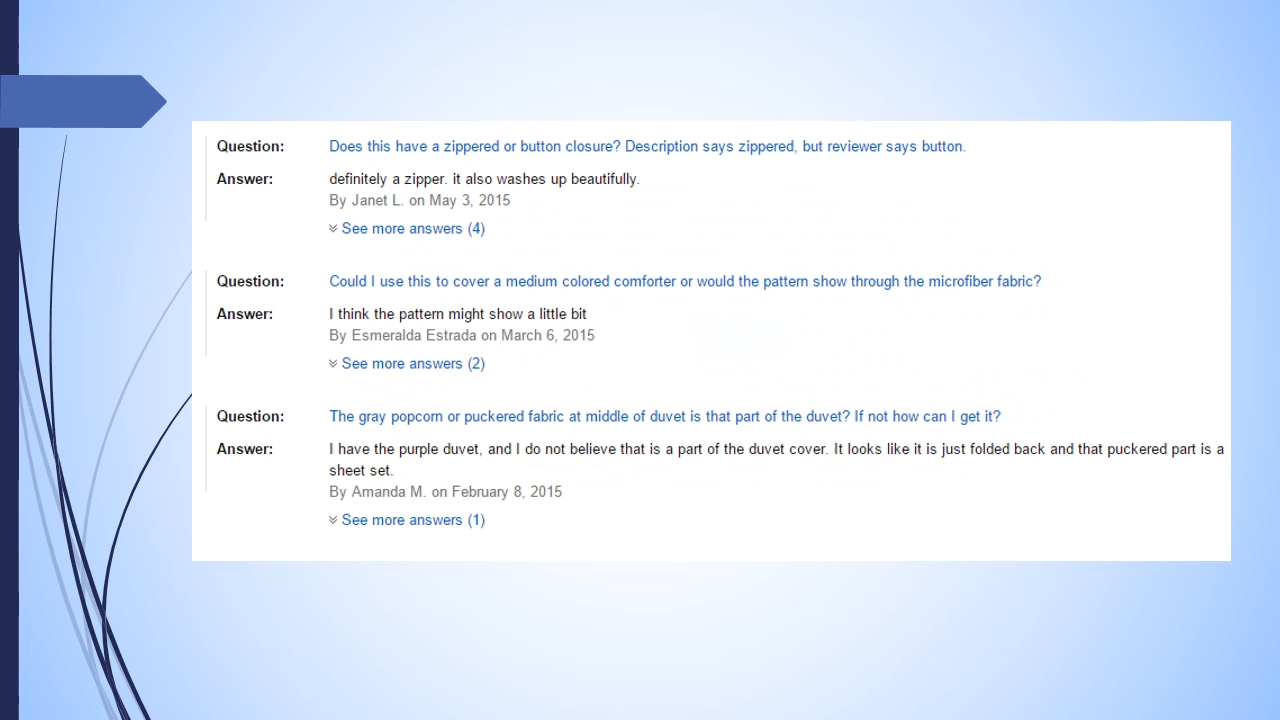 Question: Does this have a zippered or button closure? Description says zippered, but reviewer says button.
Answer: definitely a zipper. it also washes up beautifully.
By Janet L. on May 3, 2015
See more answers (4)
Question: Could I use this to cover a medium colored comforter or would the pattern show through the microfiber fabric?
Answer: I think the pattern might show a little bit
By Esmeralda Estrada on March 6, 2015
See more answers (2)
Question: The gray popcorn or puckered fabric at middle of duvet is that part of the duvet? If not how can I get it?
Answer: I have the purple duvet, and I do not believe that is a part of the duvet cover. It looks like it is just folded back and that puckered part is a
sheet set.
By Amanda M. on February 8, 2015
See more answers (1)